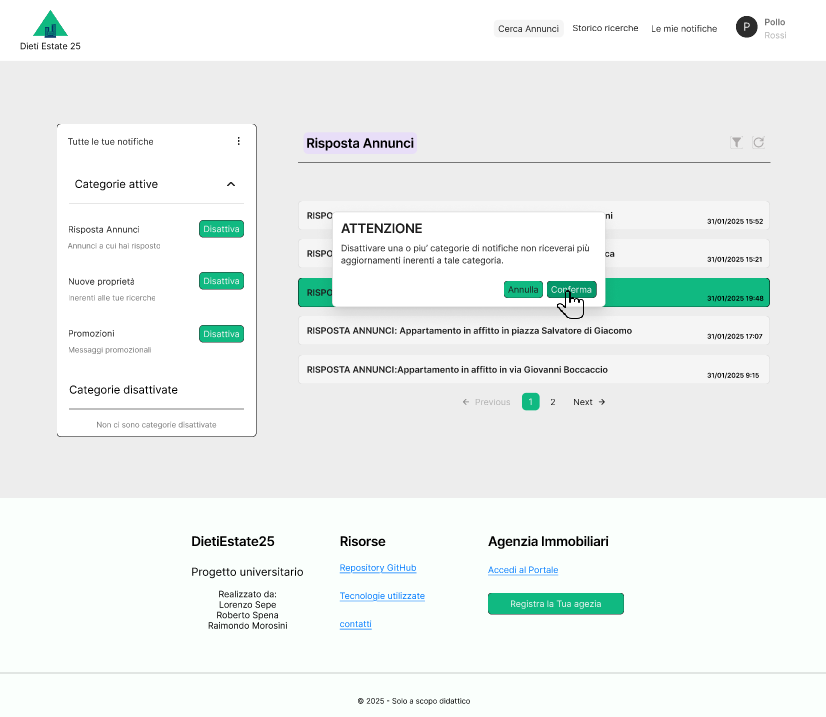 Dieti Estate 25
Cerca Annunci
Storico ricerche
Le mie notifiche
P
Pollo
Rossi
Tutte le tue notifiche
Categorie attive
Risposta Annunci
Disattiva
Annunci a cui hai risposto
Nuove proprietà
Disattiva
Inerenti alle tue ricerche
Promozioni
Disattiva
Messaggi promozionali
Categorie disattivate
Non ci sono categorie disattivate
Risposta Annunci
RISPO
ni
31/01/2025 15:52
RISPO
ca
31/01/2025 15:21
RISPO
31/01/2025 19:48
ATTENZIONE
Disattivare una o piu’ categorie di notifiche non riceverai più
aggiornamenti inerenti a tale categoria.
Annulla
Conferma
RISPOSTA ANNUNCI: Appartamento in affitto in piazza Salvatore di Giacomo
31/01/2025 17:07
RISPOSTA ANNUNCI:Appartamento in affitto in via Giovanni Boccaccio
31/01/2025 9:15
← Previous 1 2 Next →
DietiEstate25
Progetto universitario
Realizzato da:
Lorenzo Sepe
Roberto Spena
Raimondo Morosini
Risorse
Repository GitHub
Tecnologie utilizzate
contatti
Agenzia Immobiliari
Accedi al Portale
Registra la Tua agezia
© 2025 - Solo a scopo didattico